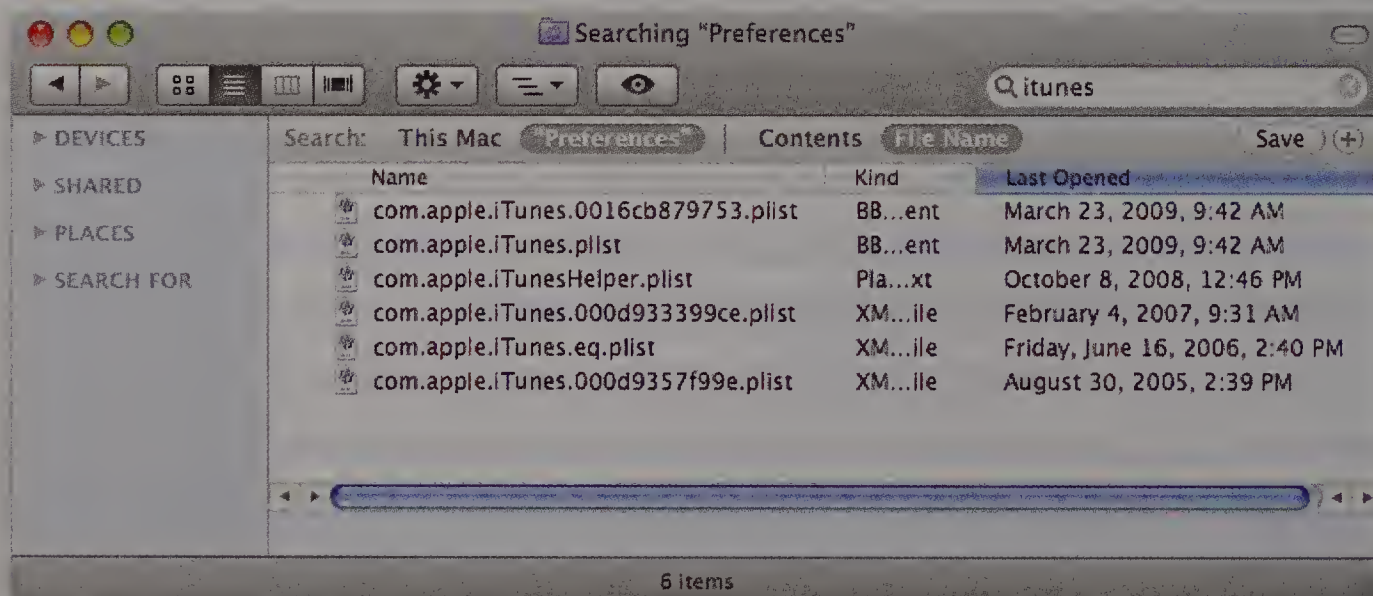 Searching "Preferences"
itunes
DEVICES
SHARED
PLACES
SEARCH FOR
Search: This Mac "Preferences" Contents File Name Save
Name Kind Last Opened
com.apple.iTunes.0016cb879753.plist BB...ent March 23, 2009, 9:42 AM
com.apple.iTunes.plist BB...ent March 23, 2009, 9:42 AM
com.apple.iTunesHelper.plist Pla...xt October 8, 2008, 12:46 PM
com.apple.iTunes.000d933399ce.plist XM...ile February 4, 2007, 9:31 AM
com.apple.iTunes.eq.plist XM...ile Friday, June 16, 2006, 2:40 PM
com.apple.iTunes.000d9357f99e.plist XM...ile August 30, 2005, 2:39 PM
6 items